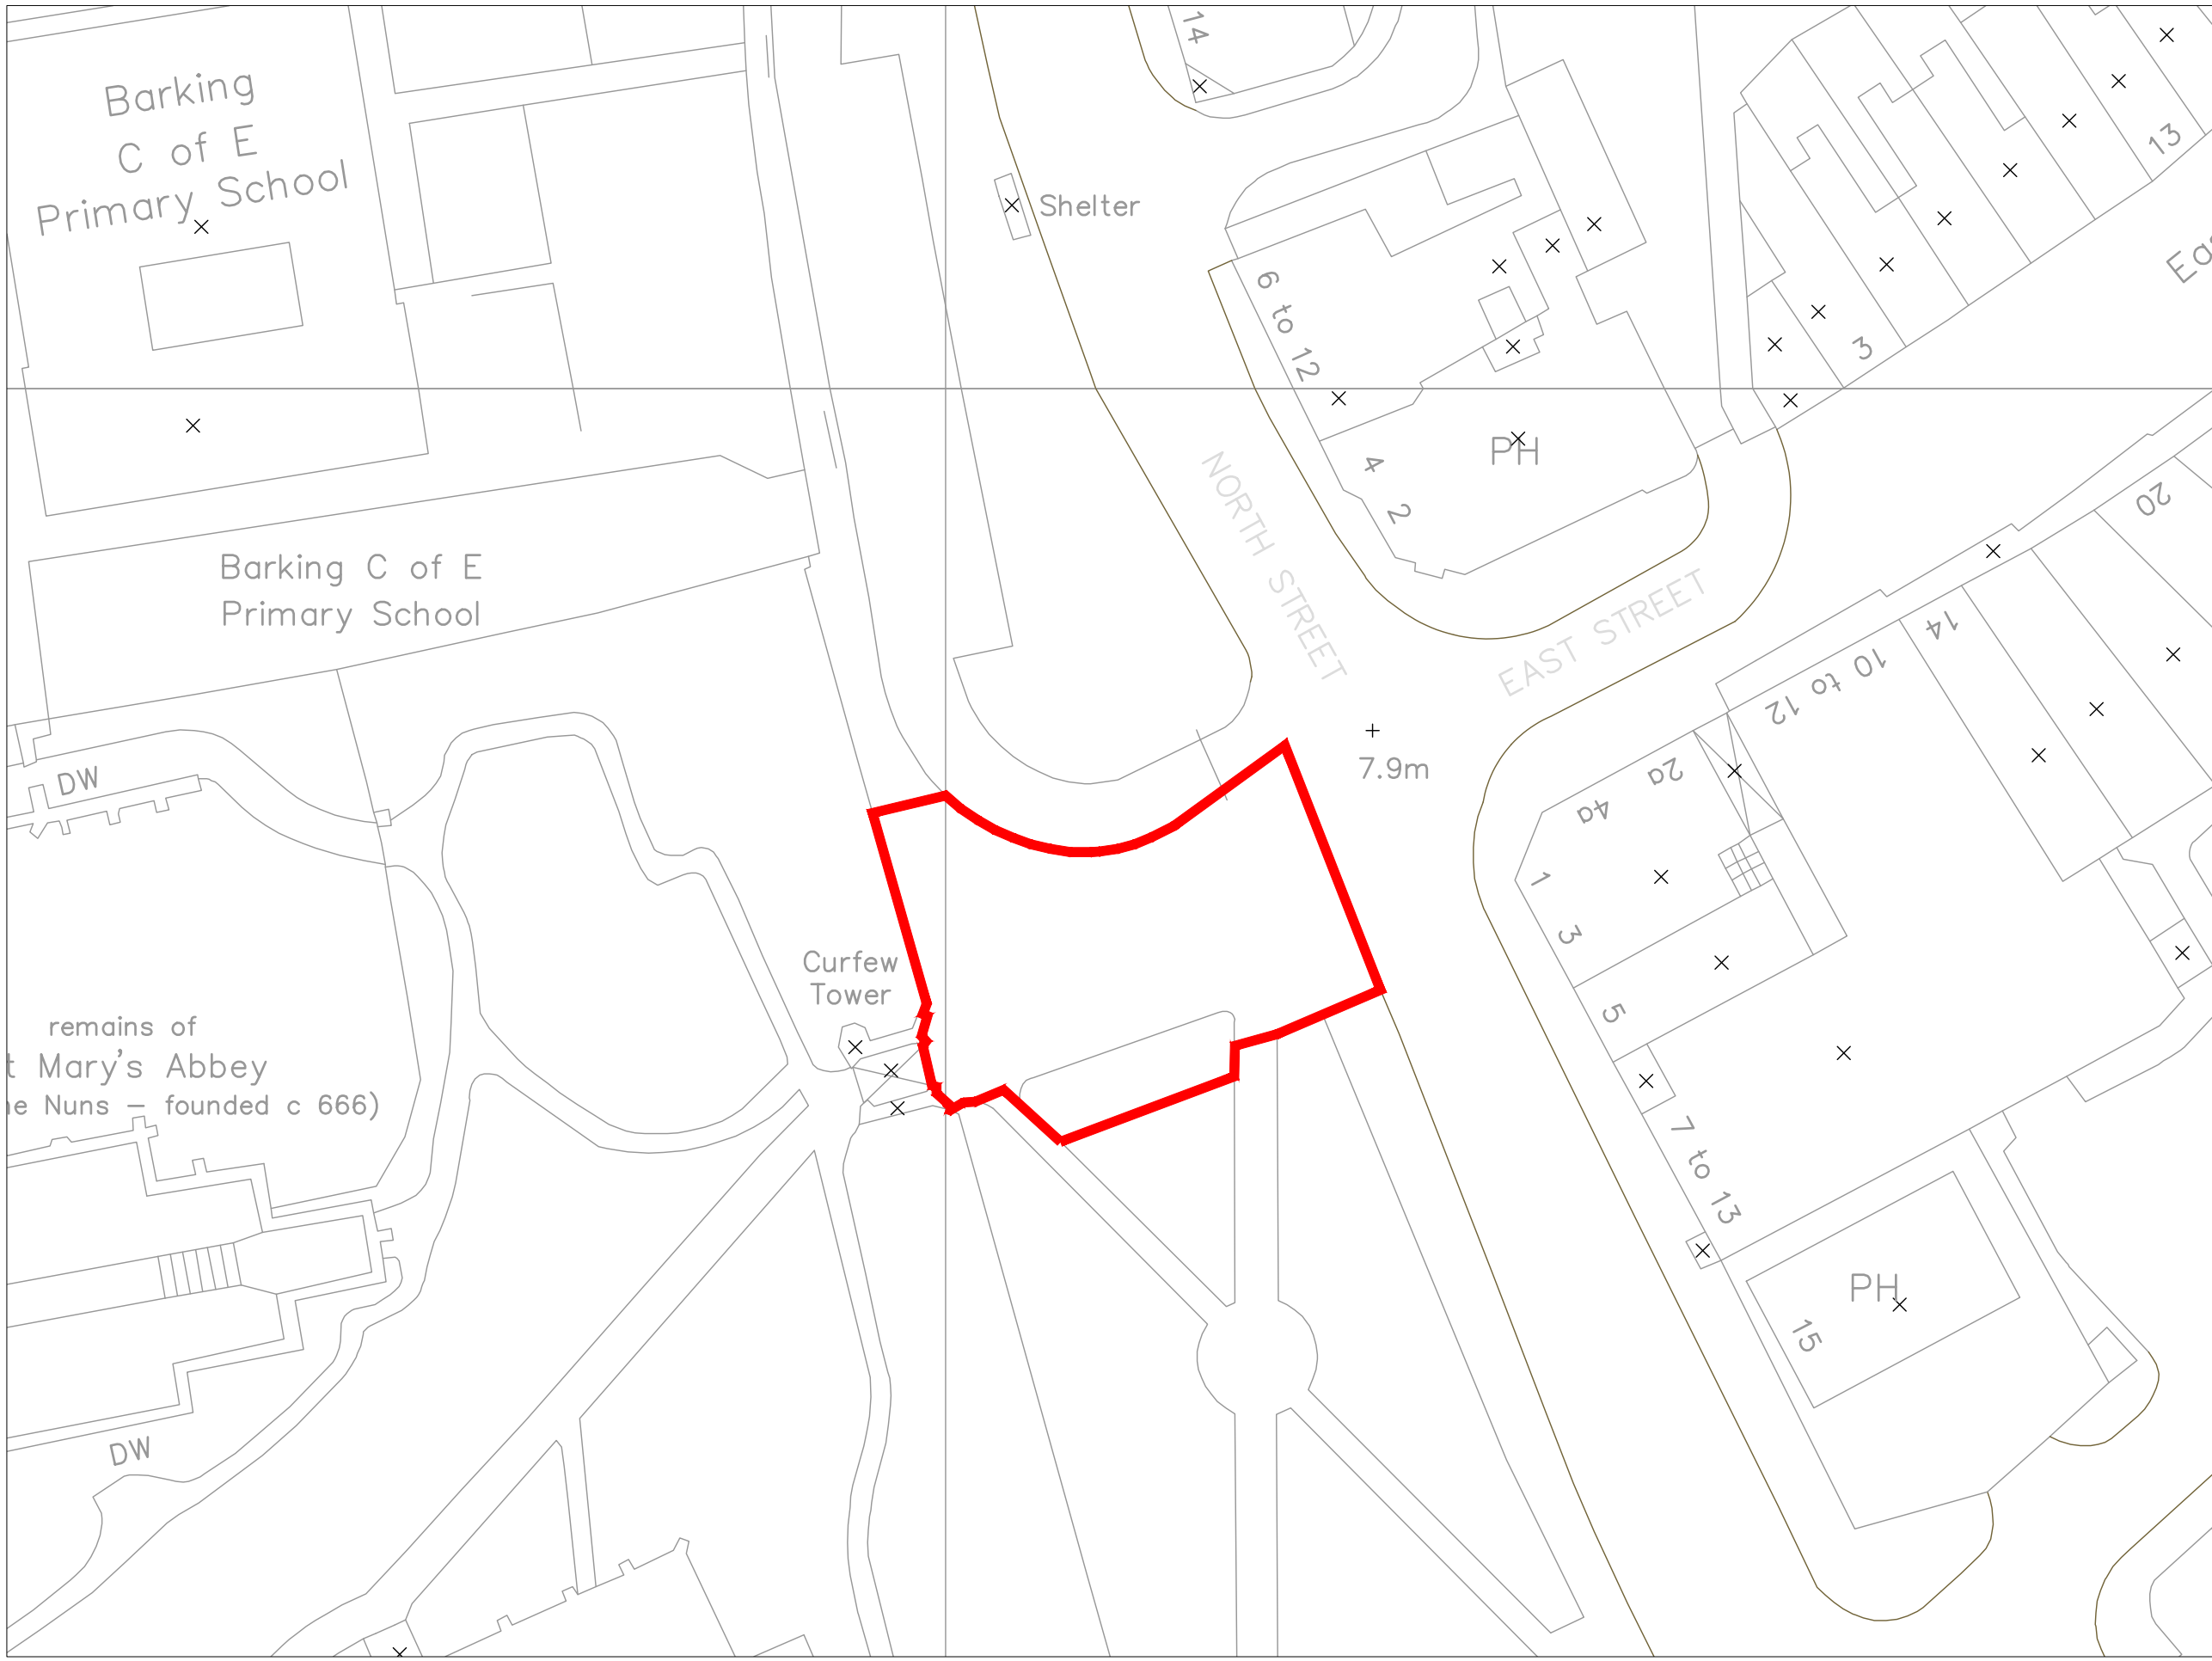 Barking
C of E
Primary School
14
Shelter
13
3
6 to 12
4
2
PH
NORTH STREET
EAST STREET
Barking C of E
Primary School
20
14
10 to 12
2a
4a
7.9m
1
3
5
7 to 13
DW
Curfew
Tower
remains of
t Mary's Abbey
founded c 666)
– Nuns
PH
15
DW